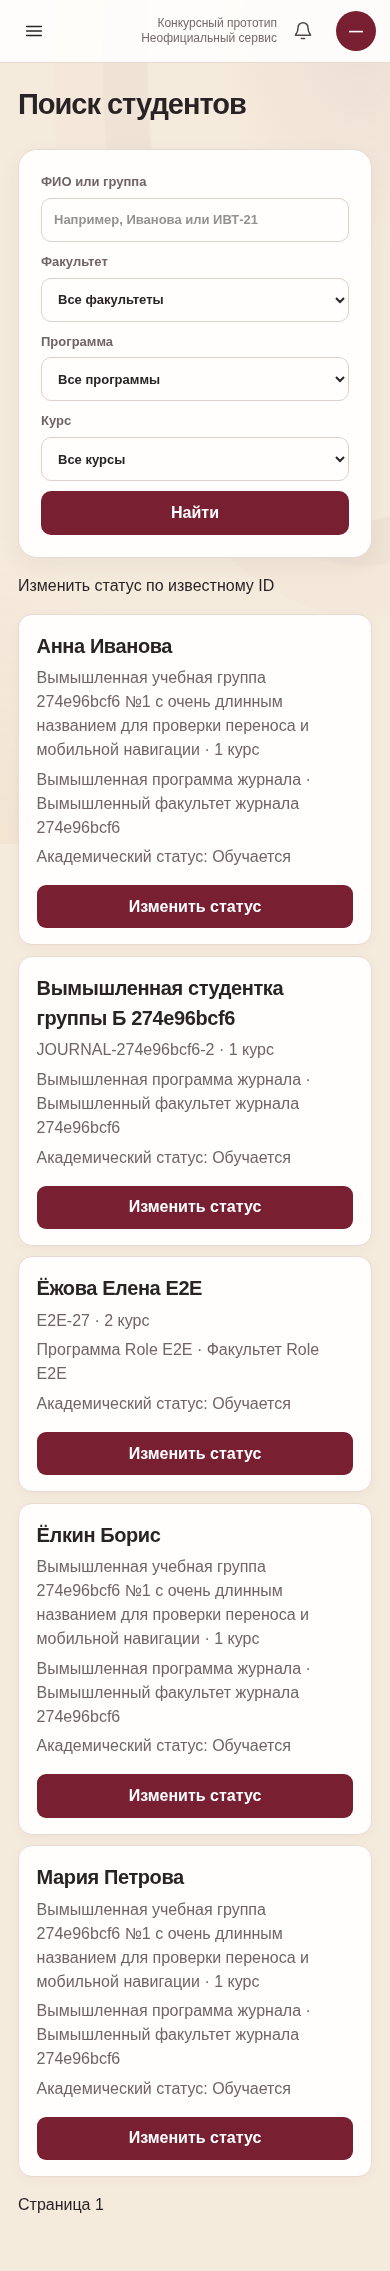 Конкурсный прототип
Неофициальный сервис
—
Поиск студентов
ФИО или группа
Например, Иванова или ИВТ-21
Факультет
Все факультеты
Программа
Все программы
Курс
Все курсы
Найти
Изменить статус по известному ID
Анна Иванова
Вымышленная учебная группа
274e96bcf6 №1 с очень длинным
названием для проверки переноса и
мобильной навигации · 1 курс
Вымышленная программа журнала ·
Вымышленный факультет журнала
274e96bcf6
Академический статус: Обучается
Изменить статус
Вымышленная студентка
группы Б 274e96bcf6
JOURNAL-274e96bcf6-2 · 1 курс
Вымышленная программа журнала ·
Вымышленный факультет журнала
274e96bcf6
Академический статус: Обучается
Изменить статус
Ёжова Елена E2E
E2E-27 · 2 курс
Программа Role E2E · Факультет Role
E2E
Академический статус: Обучается
Изменить статус
Ёлкин Борис
Вымышленная учебная группа
274e96bcf6 №1 с очень длинным
названием для проверки переноса и
мобильной навигации · 1 курс
Вымышленная программа журнала ·
Вымышленный факультет журнала
274e96bcf6
Академический статус: Обучается
Изменить статус
Мария Петрова
Вымышленная учебная группа
274e96bcf6 №1 с очень длинным
названием для проверки переноса и
мобильной навигации · 1 курс
Вымышленная программа журнала ·
Вымышленный факультет журнала
274e96bcf6
Академический статус: Обучается
Изменить статус
Страница 1